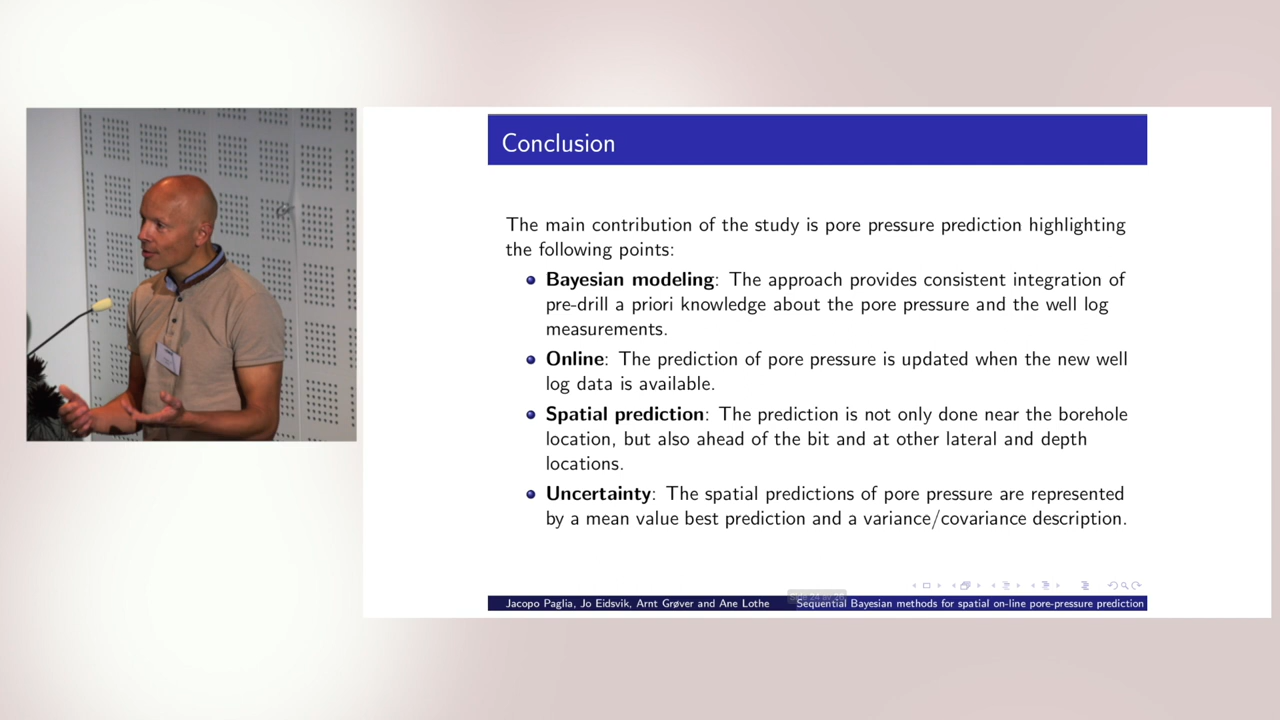 Conclusion
The main contribution of the study is pore pressure prediction highlighting
the following points:
Bayesian modeling: The approach provides consistent integration of
pre-drill a priori knowledge about the pore pressure and the well log
measurements.
Online: The prediction of pore pressure is updated when the new well
log data is available.
Spatial prediction: The prediction is not only done near the borehole
location, but also ahead of the bit and at other lateral and depth
locations.
Uncertainty: The spatial predictions of pore pressure are represented
by a mean value best prediction and a variance/covariance description.
Jacopo Paglia, Jo Eidsvik, Arnt Grøver and Ane Lothe
Sequential Bayesian methods for spatial on-line pore-pressure prediction